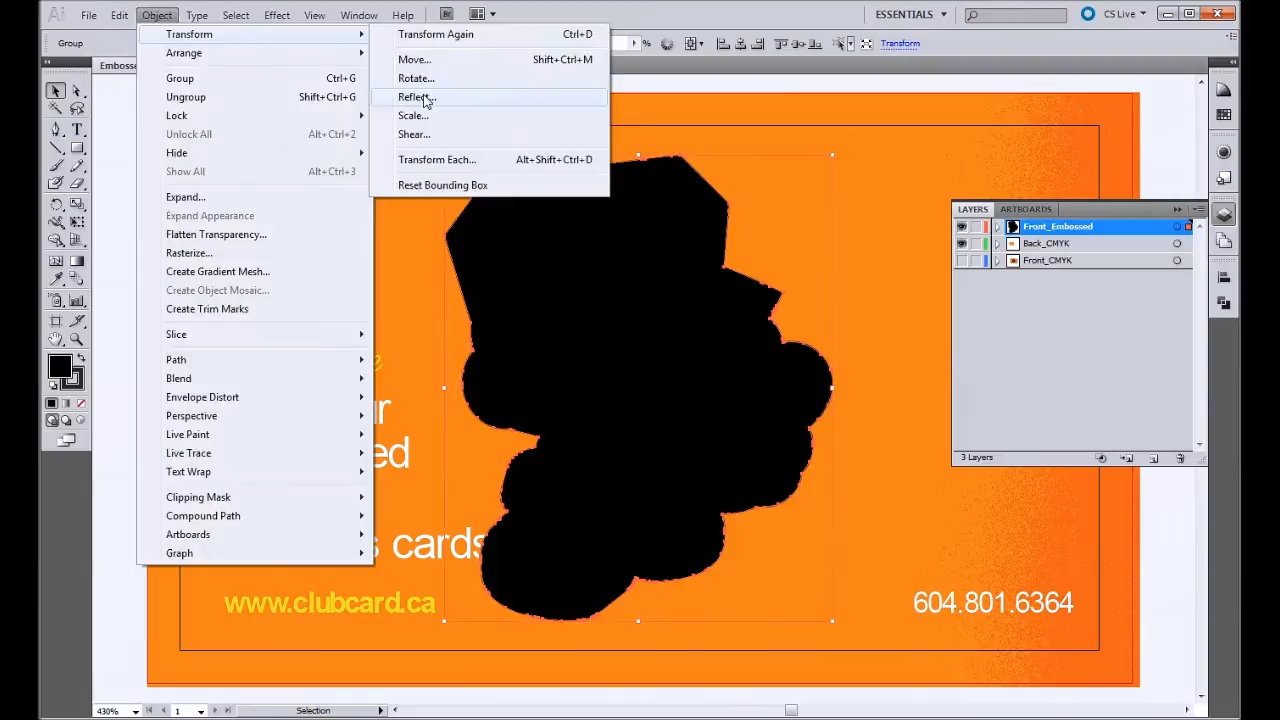 Ai File Edit Object Type Select Effect View Window Help Br ESSENTIALS CS Live
Group % Transform
Embosse
Transform
Arrange
Group Ctrl+G
Ungroup Shift+Ctrl+G
Lock
Unlock All Alt+Ctrl+2
Hide
Show All Alt+Ctrl+3
Expand...
Expand Appearance
Flatten Transparency...
Rasterize...
Create Gradient Mesh...
Create Object Mosaic...
Create Trim Marks
Slice
Path
Blend
Envelope Distort
Perspective
Live Paint
Live Trace
Text Wrap
Clipping Mask
Compound Path
Artboards
Graph
Transform Again Ctrl+D
Move... Shift+Ctrl+M
Rotate...
Reflect...
Scale...
Shear...
Transform Each... Alt+Shift+Ctrl+D
Reset Bounding Box
LAYERS ARTBOARDS
Front_Embossed
Back_CMYK
Front_CMYK
3 Layers
ur
ed
s cards
www.clubcard.ca
604.801.6364
430% 1 Selection